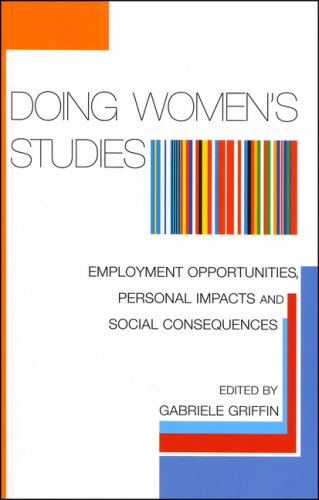 DOING WOMEN'S
STUDIES
EMPLOYMENT OPPORTUNITIES,
PERSONAL IMPACTS AND
SOCIAL CONSEQUENCES
EDITED BY
GABRIELE GRIFFIN